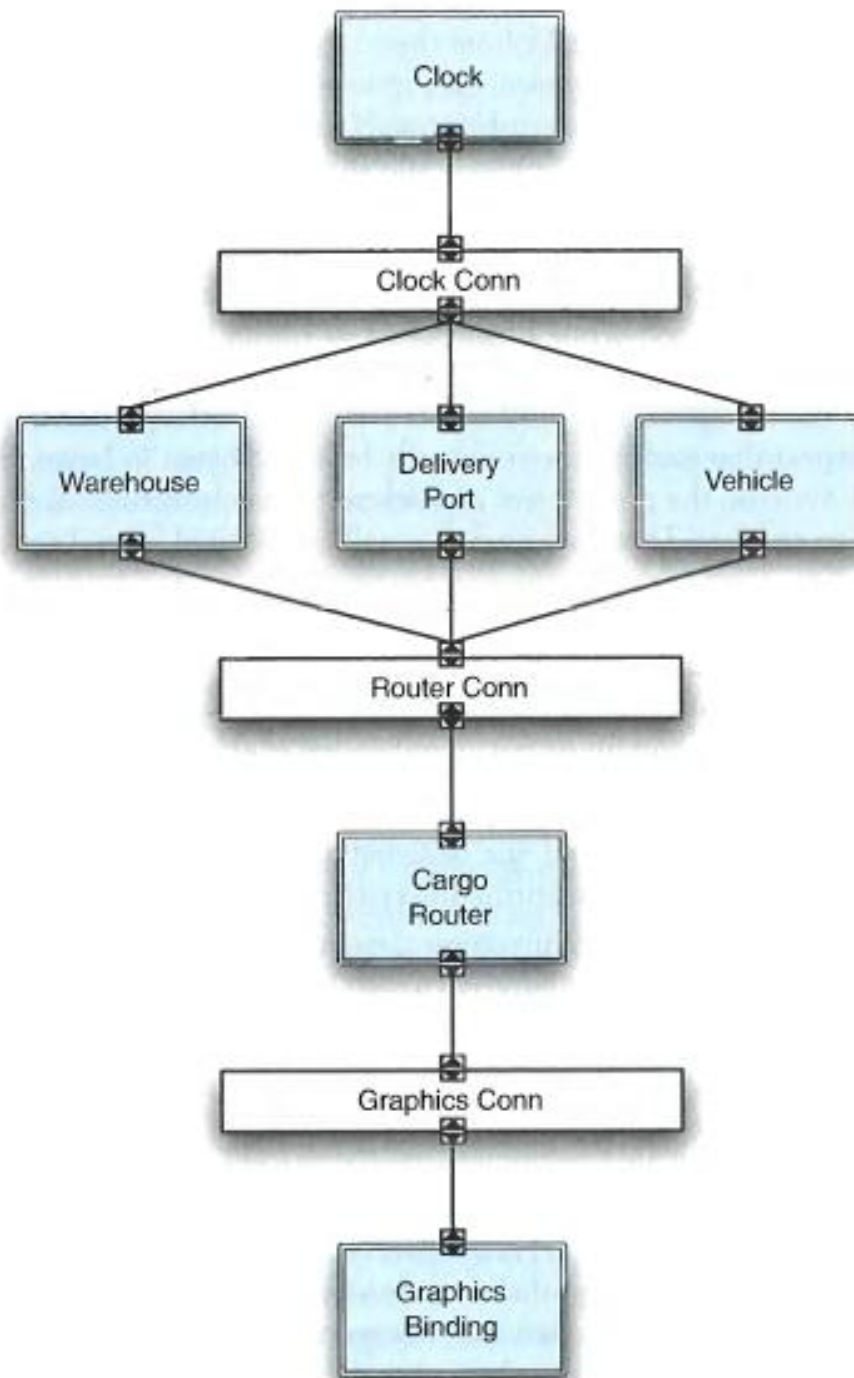 Clock
Clock Conn
Warehouse
Delivery
Port
Vehicle
Router Conn
Cargo
Router
Graphics Conn
Graphics
Binding